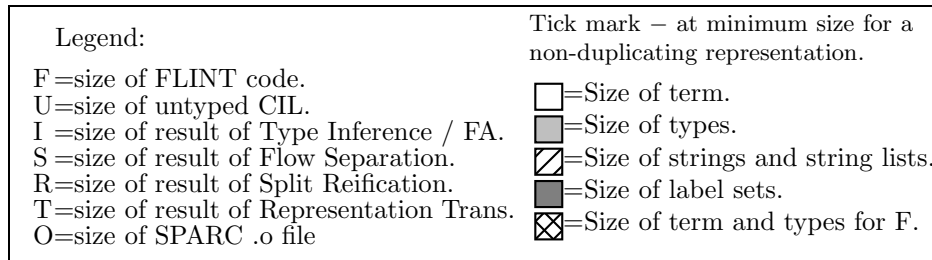 Legend:
F=size of FLINT code.
U=size of untyped CIL.
I =size of result of Type Inference / FA.
S =size of result of Flow Separation.
R=size of result of Split Reification.
T=size of result of Representation Trans.
O=size of SPARC .o file
Tick mark – at minimum size for a
non-duplicating representation.
=Size of term.
=Size of types.
=Size of strings and string lists.
=Size of label sets.
=Size of term and types for F.